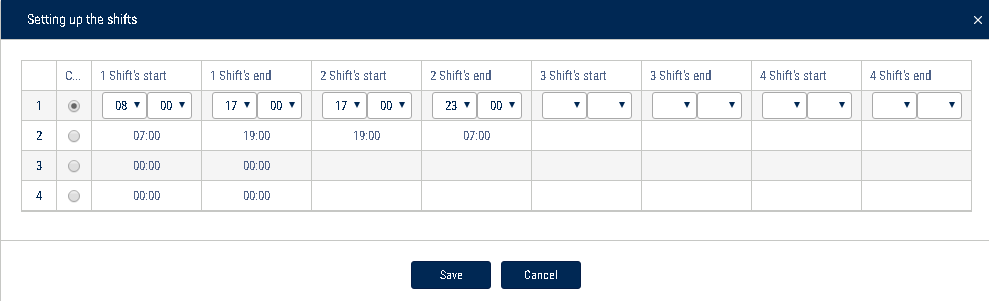 Setting up the shifts ×
C... 1 Shift's start 1 Shift's end 2 Shift's start 2 Shift's end 3 Shift's start 3 Shift's end 4 Shift's start 4 Shift's end
1 08 00 17 00 17 00 23 00
2 07:00 19:00 19:00 07:00
3 00:00 00:00
4 00:00 00:00
Save Cancel